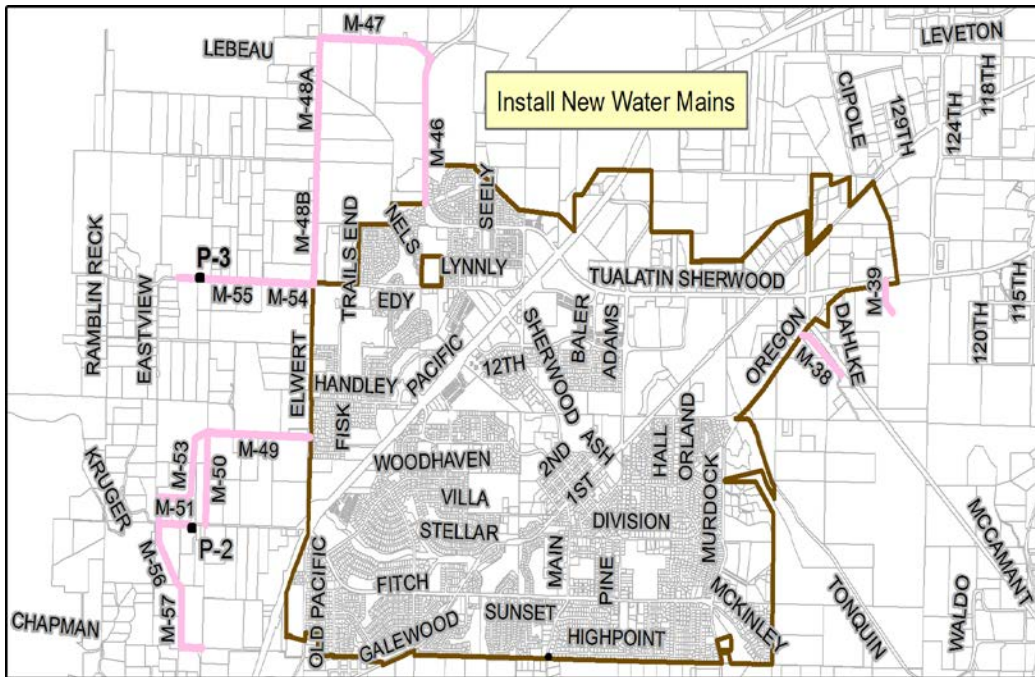 M-47
LEBEAU
LEVETON
Install New Water Mains
M-48A
CIPOLE
129TH
124TH
118TH
M-46
SEELY
M-48B
NELS
TRAILS END
P-3
LYNNLY
TUALATIN SHERWOOD
RAMBLIN RECK
EASTVIEW
M-55
M-54
EDY
M-39
115TH
120TH
PACIFIC
SHERWOOD
BALER
ADAMS
OREGON
DAHLKE
ELWERT
12TH
M-38
HANDLEY
FISK
M-49
HALL
ORLAND
ASH
2ND
1ST
WOODHAVEN
M-53
M-50
KRUGER
M-51
VILLA
MURDOCK
DIVISION
STELLAR
P-2
MCCAMANT
M-56
MAIN
PINE
FITCH
OLD PACIFIC
M-57
CHAPMAN
SUNSET
MCKINLEY
TONQUIN
WALDO
GALEWOOD
HIGHPOINT